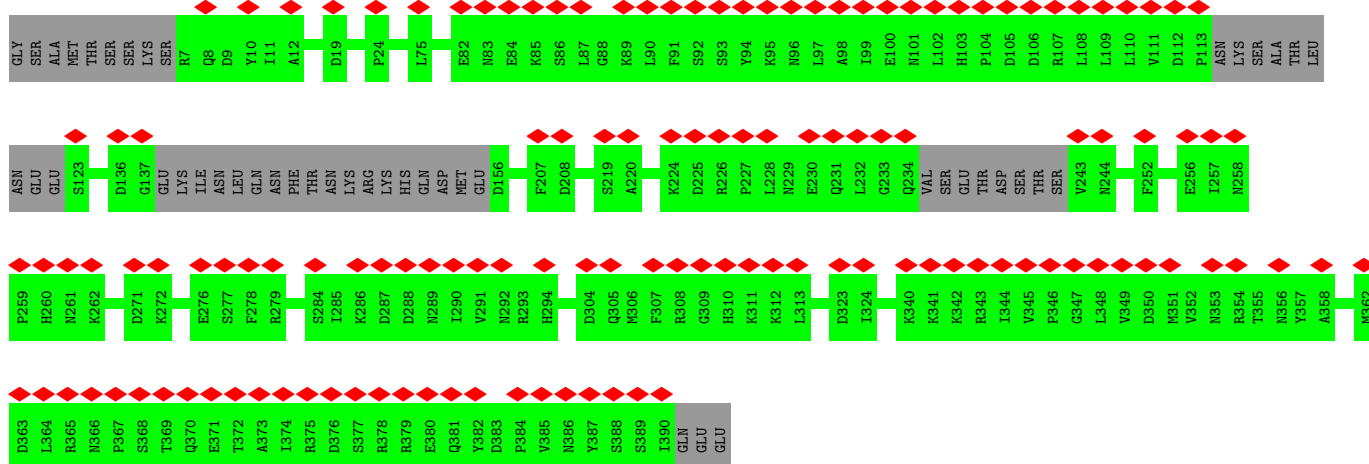 GLY SER ALA MET THR SER SER LYS SER R7 Q8 D9 Y10 I11 A12 D19 P24 L75 E82 N83 E84 K85 S86 L87 G88 K89 L90 F91 S92 S93 Y94 K95 N96 L97 A98 I99 E100 N101 L102 H103 P104 D105 D106 R107 L108 L109 L110 V111 D112 P113 ASN LYS SER ALA THR LEU
ASN GLU GLU S123 D136 G137 GLU LYS ILE ASN LEU GLN ASN PHE THR ASN LYS ARG LYS HIS GLN ASP MET GLU D156 F207 D208 S219 A220 K224 D225 R226 P227 L228 N229 E230 Q231 L232 G233 Q234 VAL SER GLU THR ASP SER THR SER V243 N244 F252 E256 I257 N258
P259 H260 N261 K262 D271 K272 E276 S277 F278 R279 S284 I285 K286 D287 D288 N289 I290 V291 N292 R293 H294 D304 Q305 M306 F307 R308 G309 H310 K311 K312 L313 D323 I324 K340 K341 K342 R343 I344 V345 P346 G347 L348 V349 D350 M351 V352 N353 R354 T355 N356 Y357 A358 M362
D363 L364 R365 N366 P367 S368 T369 Q370 E371 T372 A373 I374 R375 D376 S377 R378 R379 E380 Q381 Y382 D383 P384 V385 N386 Y387 S388 S389 I390 GLN GLU GLU